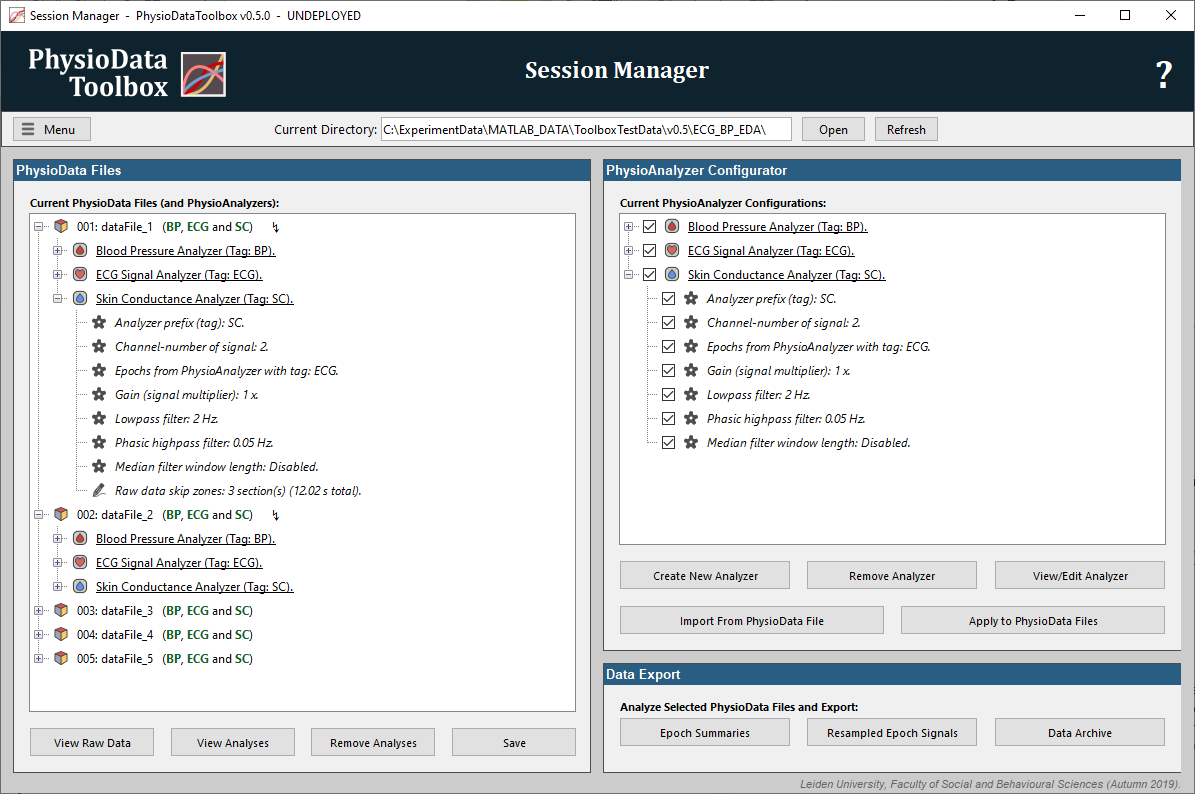 Session Manager - PhysioDataToolbox v0.5.0 - UNDEPLOYED
PhysioData
Toolbox
Session Manager
?
Menu
Current Directory: C:\ExperimentData\MATLAB_DATA\ToolboxTestData\v0.5\ECG_BP_EDA\ Open Refresh
PhysioData Files
Current PhysioData Files (and PhysioAnalyzers):
001: dataFile_1 (BP, ECG and SC) ↯
Blood Pressure Analyzer (Tag: BP).
ECG Signal Analyzer (Tag: ECG).
Skin Conductance Analyzer (Tag: SC).
Analyzer prefix (tag): SC.
Channel-number of signal: 2.
Epochs from PhysioAnalyzer with tag: ECG.
Gain (signal multiplier): 1 x.
Lowpass filter: 2 Hz.
Phasic highpass filter: 0.05 Hz.
Median filter window length: Disabled.
Raw data skip zones: 3 section(s) (12.02 s total).
002: dataFile_2 (BP, ECG and SC) ↯
Blood Pressure Analyzer (Tag: BP).
ECG Signal Analyzer (Tag: ECG).
Skin Conductance Analyzer (Tag: SC).
003: dataFile_3 (BP, ECG and SC)
004: dataFile_4 (BP, ECG and SC)
005: dataFile_5 (BP, ECG and SC)
View Raw Data View Analyses Remove Analyses Save
PhysioAnalyzer Configurator
Current PhysioAnalyzer Configurations:
Blood Pressure Analyzer (Tag: BP).
ECG Signal Analyzer (Tag: ECG).
Skin Conductance Analyzer (Tag: SC).
Analyzer prefix (tag): SC.
Channel-number of signal: 2.
Epochs from PhysioAnalyzer with tag: ECG.
Gain (signal multiplier): 1 x.
Lowpass filter: 2 Hz.
Phasic highpass filter: 0.05 Hz.
Median filter window length: Disabled.
Create New Analyzer Remove Analyzer View/Edit Analyzer
Import From PhysioData File Apply to PhysioData Files
Data Export
Analyze Selected PhysioData Files and Export:
Epoch Summaries Resampled Epoch Signals Data Archive
Leiden University, Faculty of Social and Behavioural Sciences (Autumn 2019).